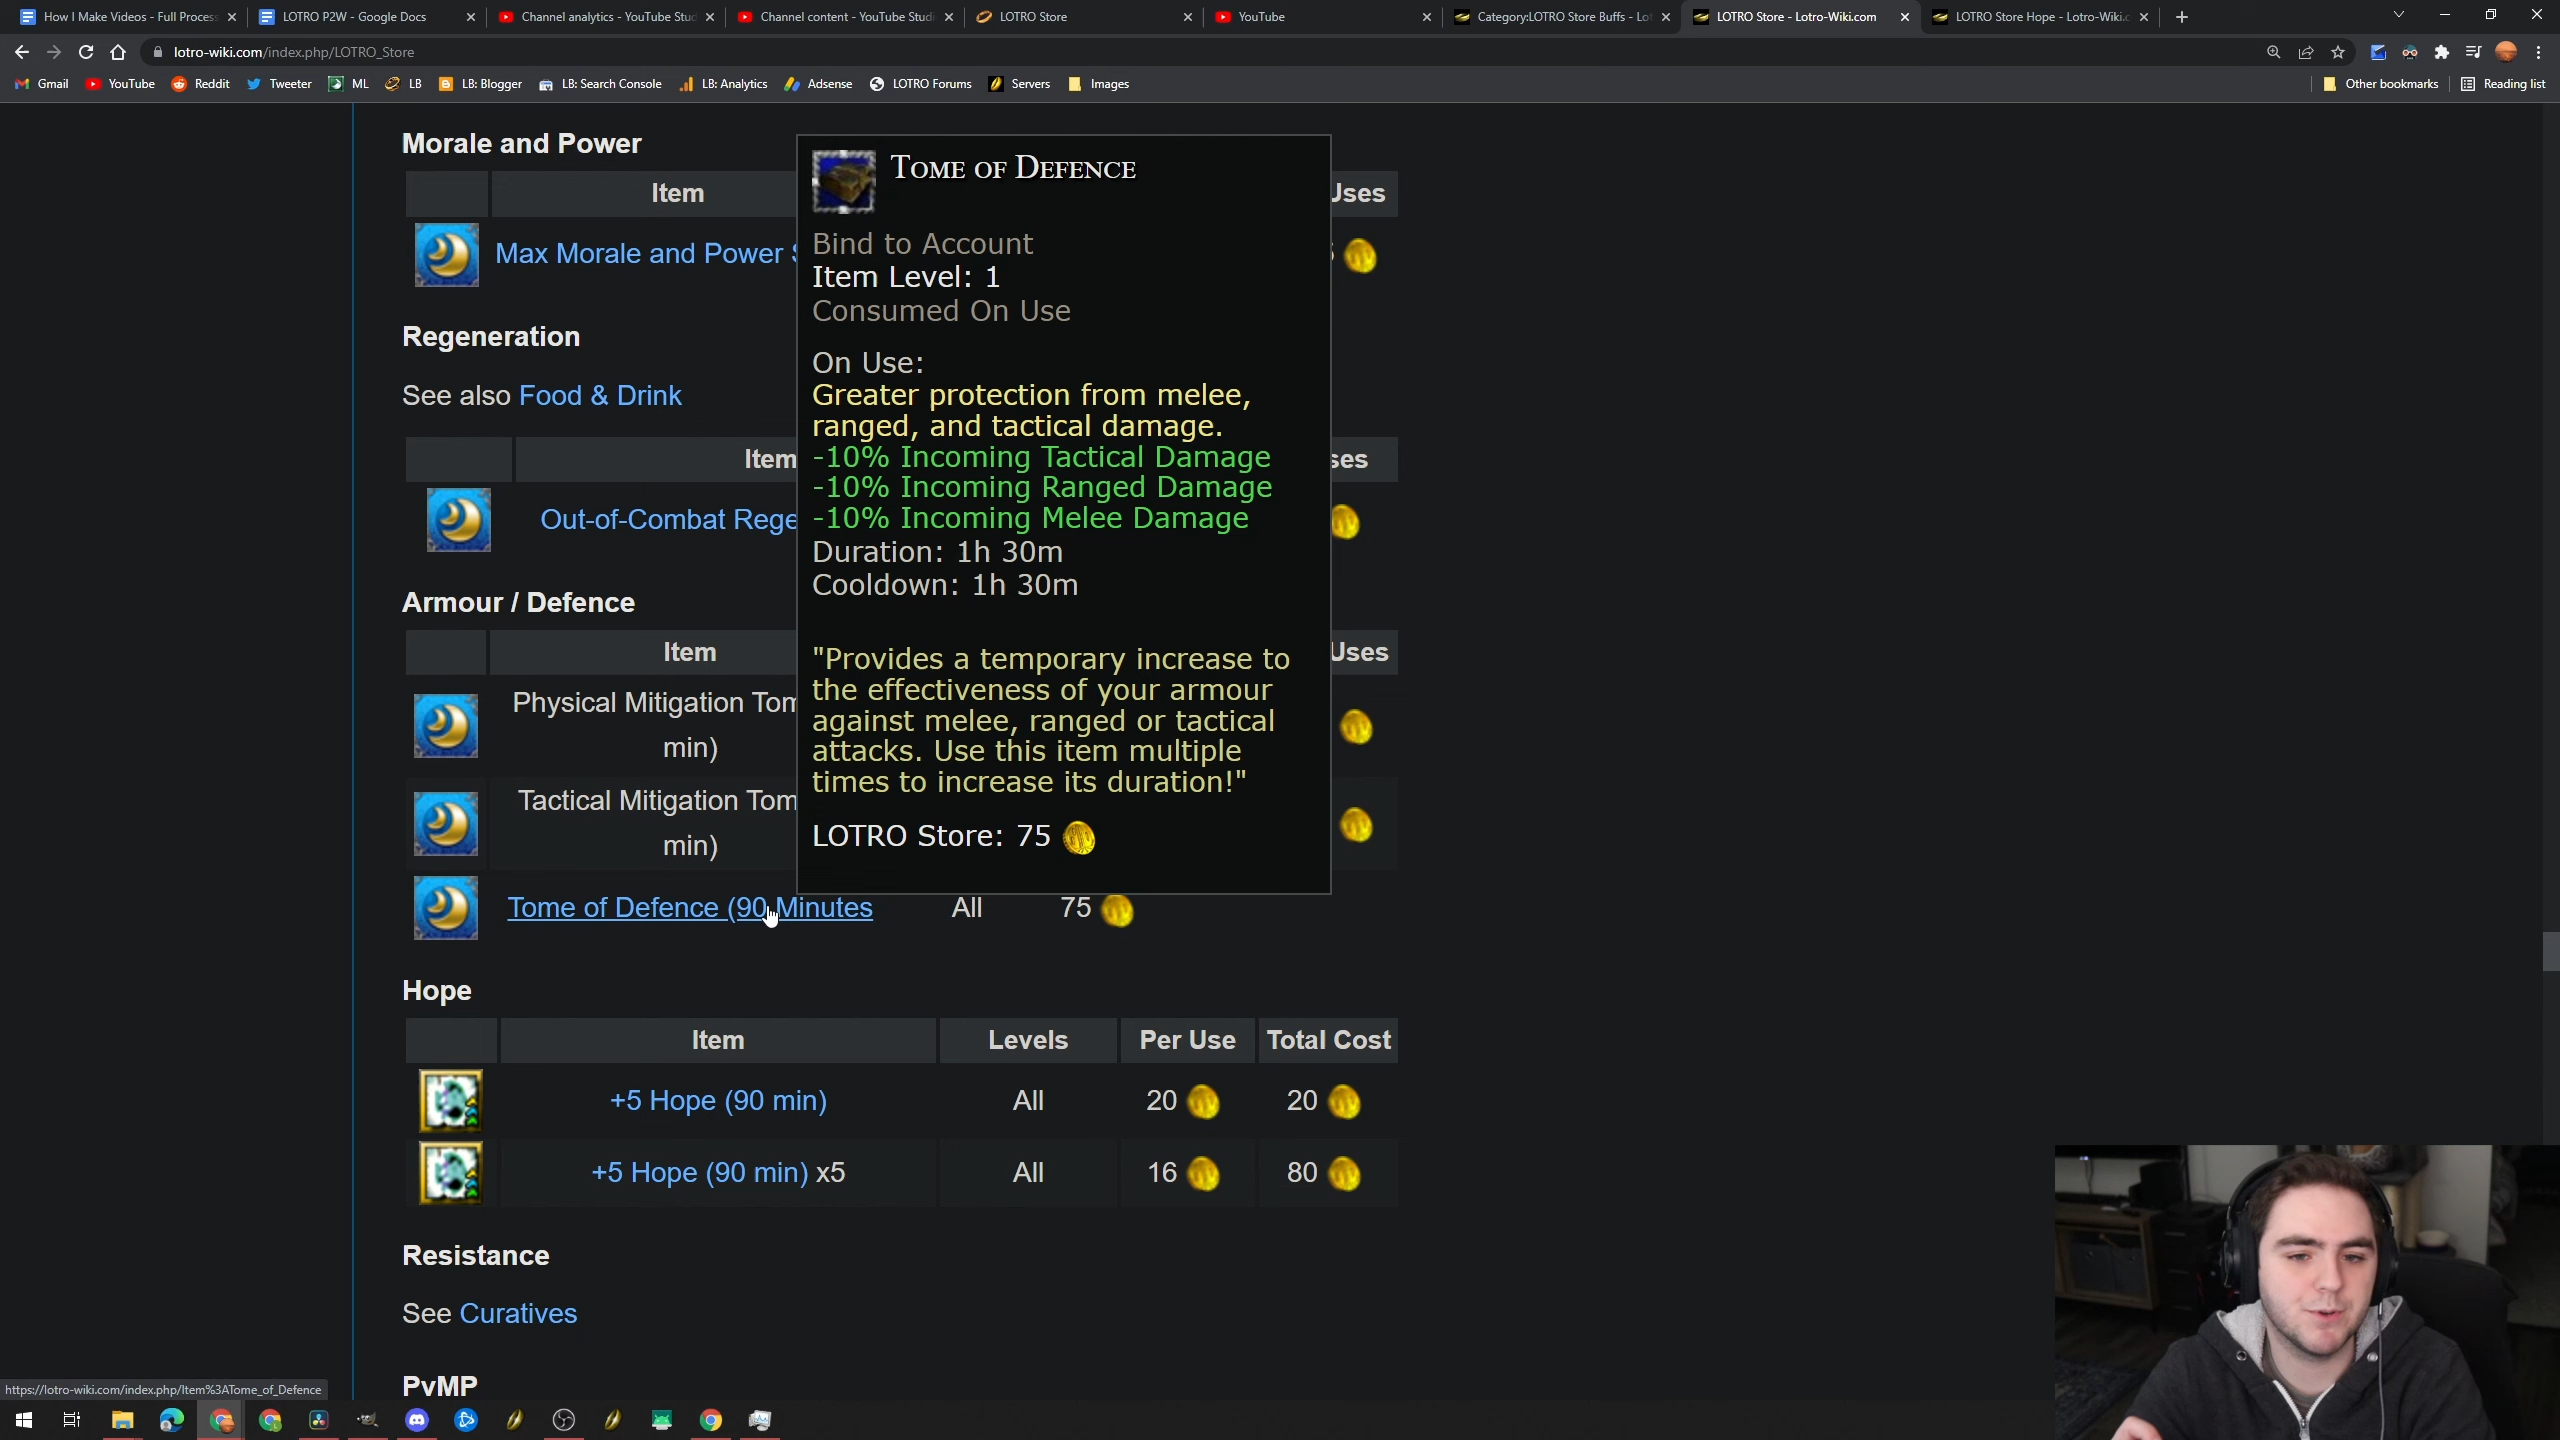 How I Make Videos - Full Process
LOTRO P2W - Google Docs
Channel analytics - YouTube Stud
Channel content - YouTube Studi
LOTRO Store
YouTube
Category:LOTRO Store Buffs - Lot
LOTRO Store - Lotro-Wiki.com
LOTRO Store Hope - Lotro-Wiki.c
lotro-wiki.com/index.php/LOTRO_Store
Gmail
YouTube
Reddit
Tweeter
ML
LB
LB: Blogger
LB: Search Console
LB: Analytics
Adsense
LOTRO Forums
Servers
Images
Other bookmarks
Reading list
Morale and Power
Item
Uses
Max Morale and Power
Regeneration
See also Food & Drink
Item
ses
Out-of-Combat Rege
Armour / Defence
Item
Uses
Physical Mitigation Tom
min)
Tactical Mitigation Tom
min)
Tome of Defence (90 Minutes
All
75
Tome of Defence
Bind to Account
Item Level: 1
Consumed On Use
On Use:
Greater protection from melee,
ranged, and tactical damage.
-10% Incoming Tactical Damage
-10% Incoming Ranged Damage
-10% Incoming Melee Damage
Duration: 1h 30m
Cooldown: 1h 30m
"Provides a temporary increase to
the effectiveness of your armour
against melee, ranged or tactical
attacks. Use this item multiple
times to increase its duration!"
LOTRO Store: 75
Hope
Item
Levels
Per Use
Total Cost
+5 Hope (90 min)
All
20
20
+5 Hope (90 min) x5
All
16
80
Resistance
See Curatives
PvMP
https://lotro-wiki.com/index.php/Item%3ATome_of_Defence